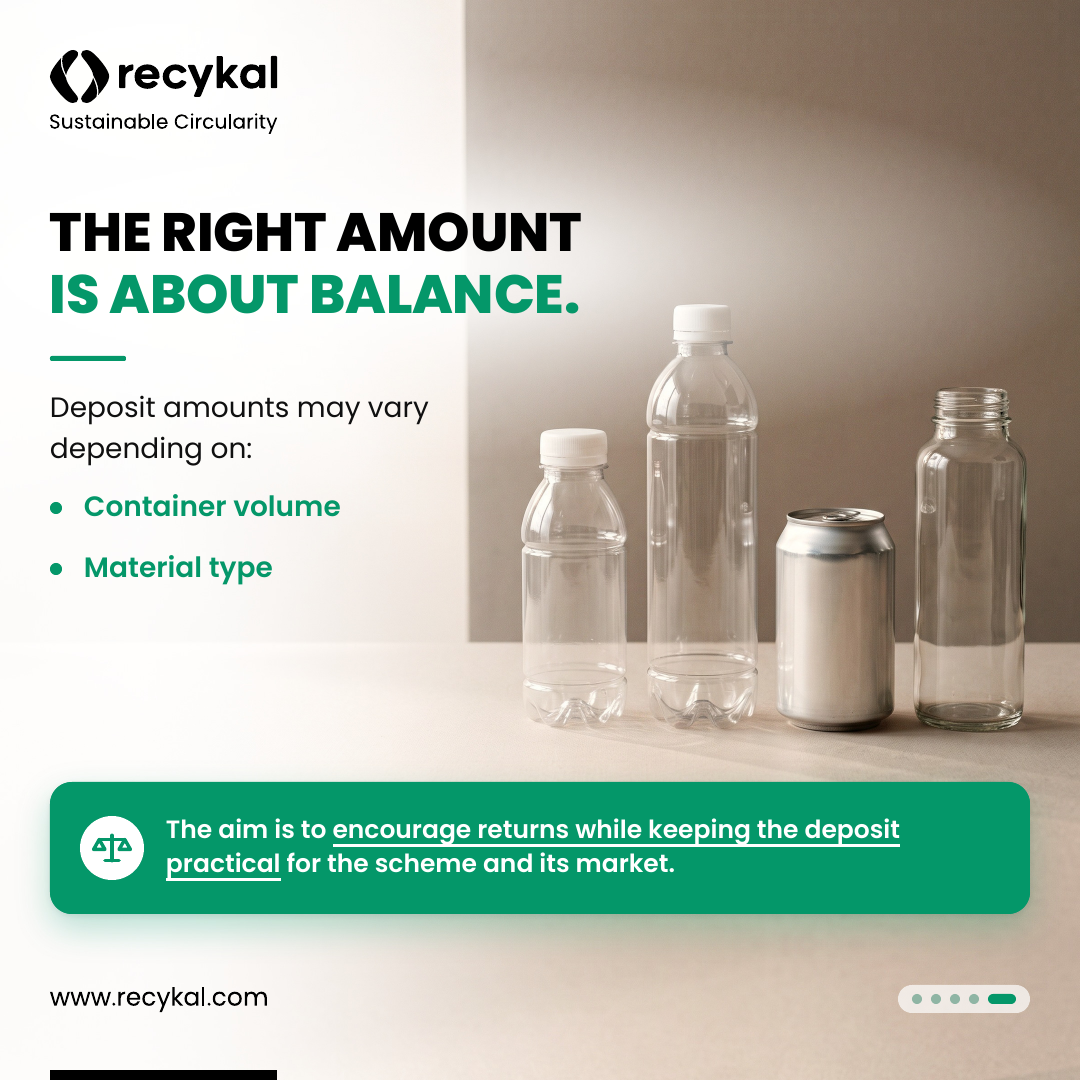 recykal
Sustainable Circularity
THE RIGHT AMOUNT
IS ABOUT BALANCE.
Deposit amounts may vary
depending on:
Container volume
Material type
The aim is to encourage returns while keeping the deposit
practical for the scheme and its market.
www.recykal.com